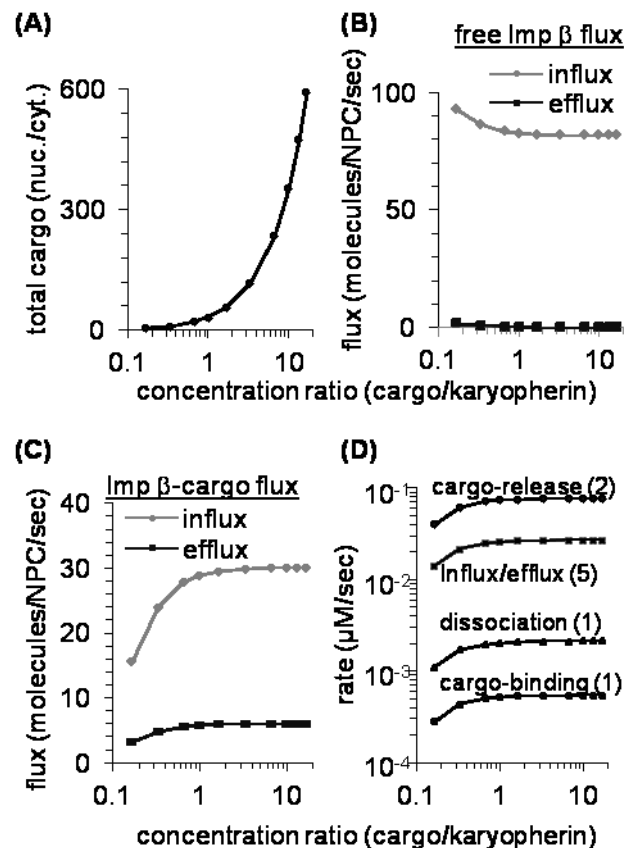 (A)
total cargo (nuc./cyt.)
600
300
0
0.1
1
10
(B)
free Imp β flux
influx
efflux
flux (molecules/NPC/sec)
100
50
0
0.1
1
10
concentration ratio (cargo/karyopherin)
(C)
Imp β-cargo flux
influx
efflux
flux (molecules/NPC/sec)
40
30
20
10
0
0.1
1
10
(D)
cargo-release (2)
Influx/efflux (5)
dissociation (1)
cargo-binding (1)
rate (µM/sec)
10-1
10-2
10-3
10-4
0.1
1
10
concentration ratio (cargo/karyopherin)